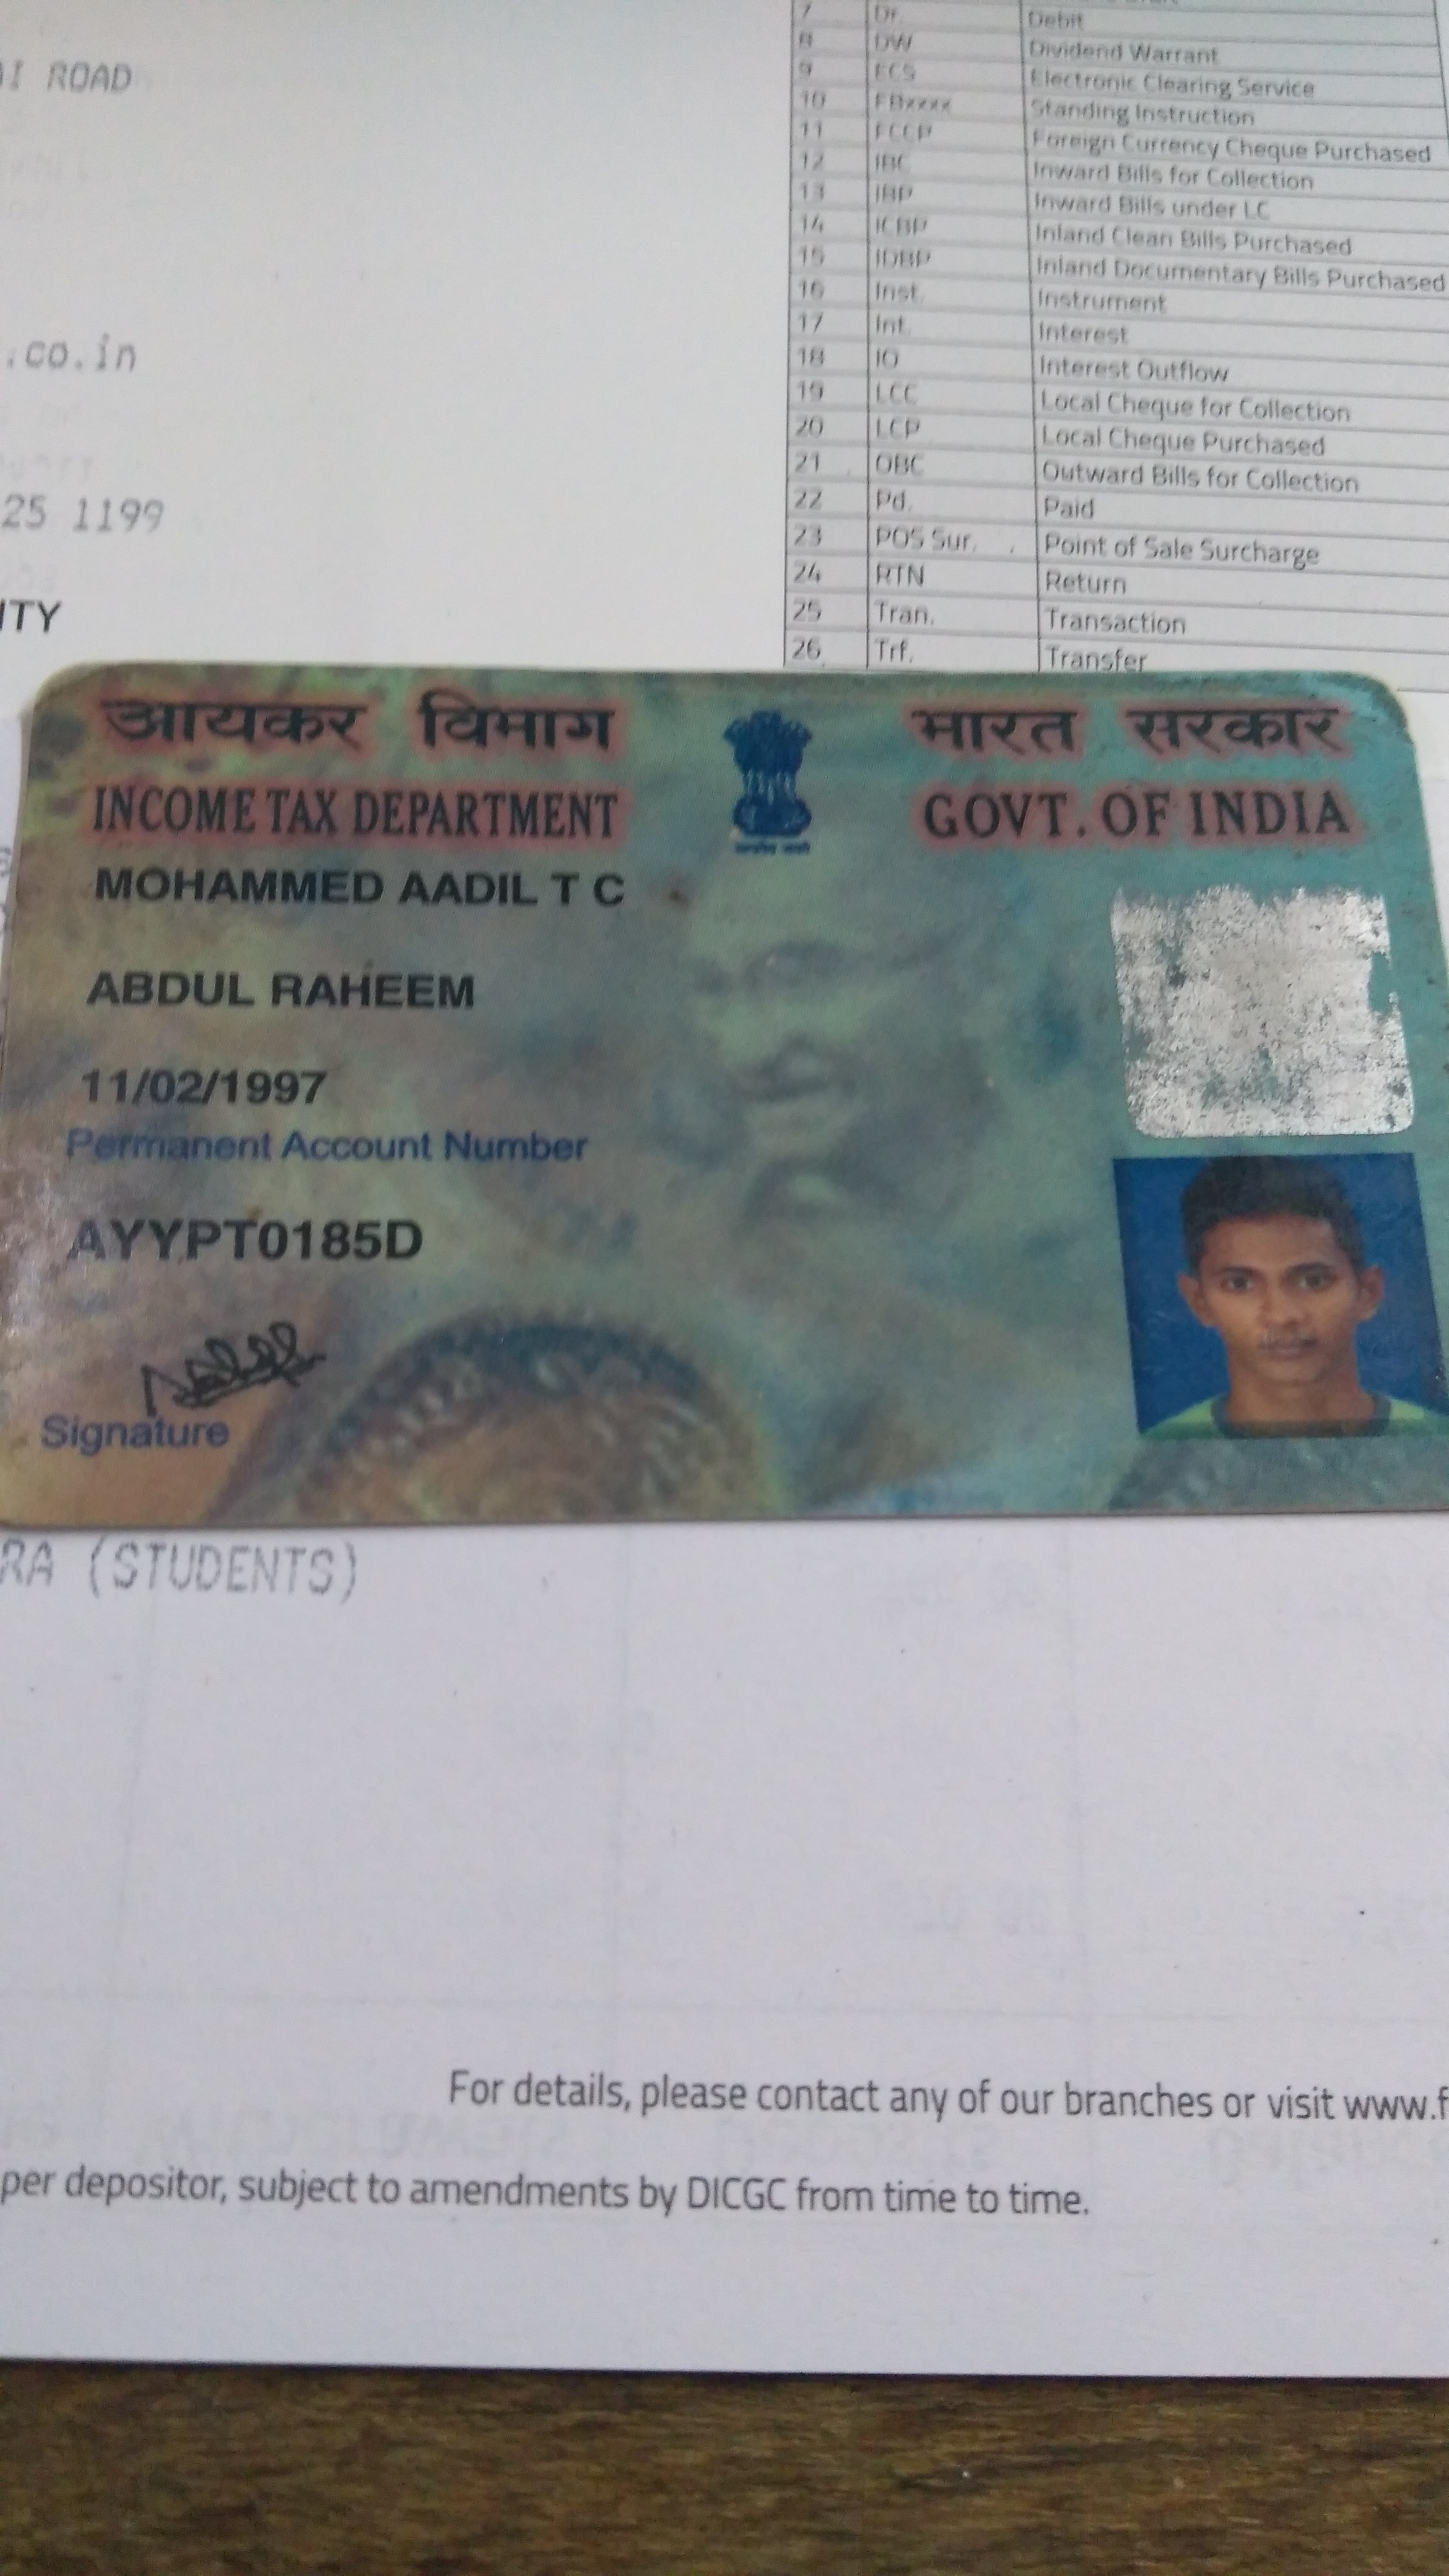 7 Dr. Debit
8 DW Dividend Warrant
9 ECS Electronic Clearing Service
10 FDxxxx Standing Instruction
11 FCCP Foreign Currency Cheque Purchased
12 IBC Inward Bills for Collection
13 IBP Inward Bills under LC
14 ICBP Inland Clean Bills Purchased
15 IDBP Inland Documentary Bills Purchased
16 Inst. Instrument
17 Int. Interest
18 IO Interest Outflow
19 LCC Local Cheque for Collection
20 LCP Local Cheque Purchased
21 OBC Outward Bills for Collection
22 Pd. Paid
23 POS Sur. Point of Sale Surcharge
24 RTN Return
25 Tran. Transaction
26 Trf. Transfer
I ROAD
.co.in
25 1199
ITY
आयकर विभाग भारत सरकार
INCOME TAX DEPARTMENT GOVT. OF INDIA
MOHAMMED AADIL T C
ABDUL RAHEEM
11/02/1997
Permanent Account Number
AYYPT0185D
Signature
RA (STUDENTS)
For details, please contact any of our branches or visit www.f
per depositor, subject to amendments by DICGC from time to time.